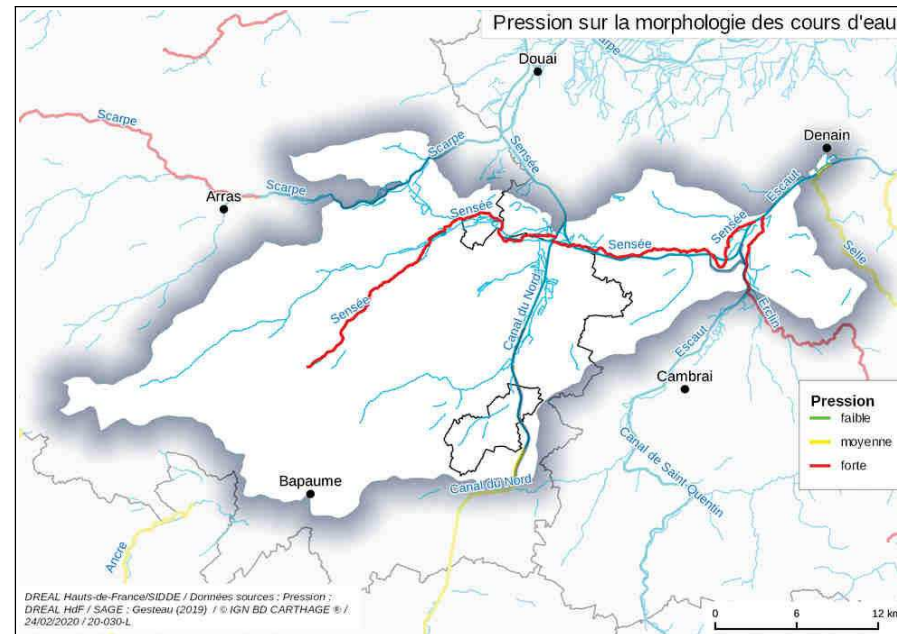 Pression sur la morphologie des cours d'eau
Scarpe
Douai
Scarpe
Scarpe
Sensée
Denain
Scarpe
Arras
Escaut
Sensée
Sensée
Sensée
Selle
Sensée
Canal du Nord
Erclin
Escaut
Cambrai
Pression
faible
moyenne
forte
Canal de Saint-Quentin
Bapaume
Canal du Nord
Ancre
DREAL Hauts-de-France/SIDDE / Données sources : Pression :
DREAL HdF / SAGE : Gesteau (2019) / © IGN BD CARTHAGE ® /
24/02/2020 / 20-030-L
0 6 12 km